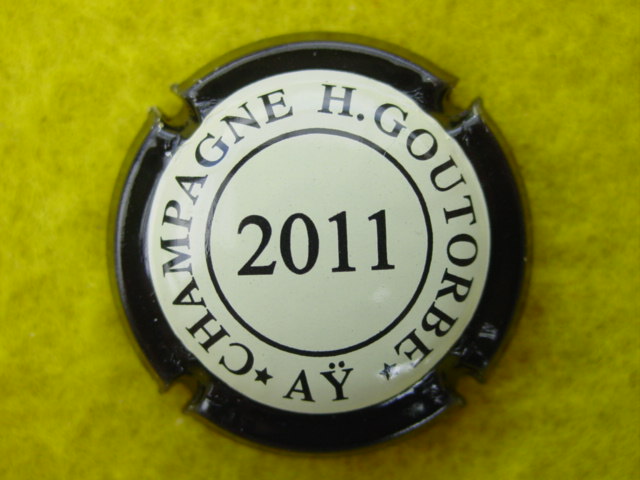 CHAMPAGNE H.GOUTORBE
★ AŸ ★
2011